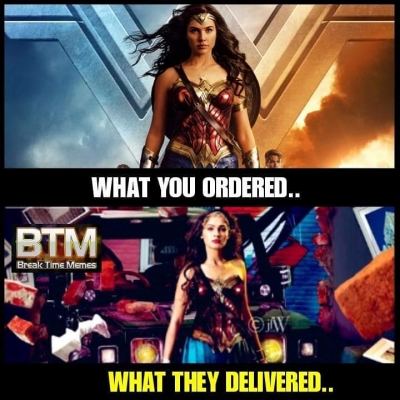 WHAT YOU ORDERED..
BTM
Break Time Memes
WHAT THEY DELIVERED..